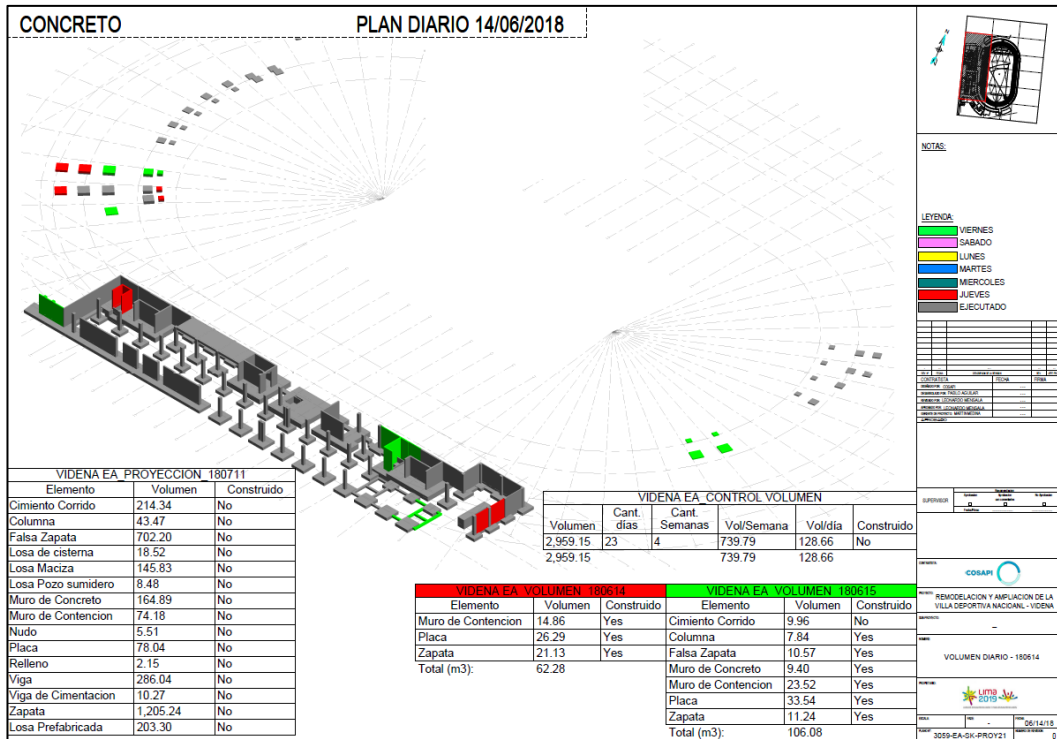 CONCRETO PLAN DIARIO 14/06/2018
NOTAS:
LEYENDA:
VIERNES
SABADO
LUNES
MARTES
MIERCOLES
JUEVES
EJECUTADO
CONTRATISTA FECHA FIRMA
COSAPI
PABLO AGUILAR
LEONARDO MENGALA
LEONARDO MENGALA
SUPERVISOR
COSAPI
REMODELACION Y AMPLIACION DE LA
VILLA DEPORTIVA NACIOANL - VIDENA
VOLUMEN DIARIO - 180614
LIMA
2019
06/14/18
3059-EA-SK-PROY21 0
VIDENA EA_PROYECCION_180711
Elemento Volumen Construido
Cimiento Corrido 214.34 No
Columna 43.47 No
Falsa Zapata 702.20 No
Losa de cisterna 18.52 No
Losa Maciza 145.83 No
Losa Pozo sumidero 8.48 No
Muro de Concreto 164.89 No
Muro de Contencion 74.18 No
Nudo 5.51 No
Placa 78.04 No
Relleno 2.15 No
Viga 286.04 No
Viga de Cimentacion 10.27 No
Zapata 1,205.24 No
Losa Prefabricada 203.30 No
VIDENA EA_CONTROL VOLUMEN
Volumen Cant. días Cant. Semanas Vol/Semana Vol/día Construido
2,959.15 23 4 739.79 128.66 No
2,959.15 739.79 128.66
VIDENA EA_VOLUMEN_180614
Elemento Volumen Construido
Muro de Contencion 14.86 Yes
Placa 26.29 Yes
Zapata 21.13 Yes
Total (m3): 62.28
VIDENA EA_VOLUMEN_180615
Elemento Volumen Construido
Cimiento Corrido 9.96 No
Columna 7.84 Yes
Falsa Zapata 10.57 Yes
Muro de Concreto 9.40 Yes
Muro de Contencion 23.52 Yes
Placa 33.54 Yes
Zapata 11.24 Yes
Total (m3): 106.08